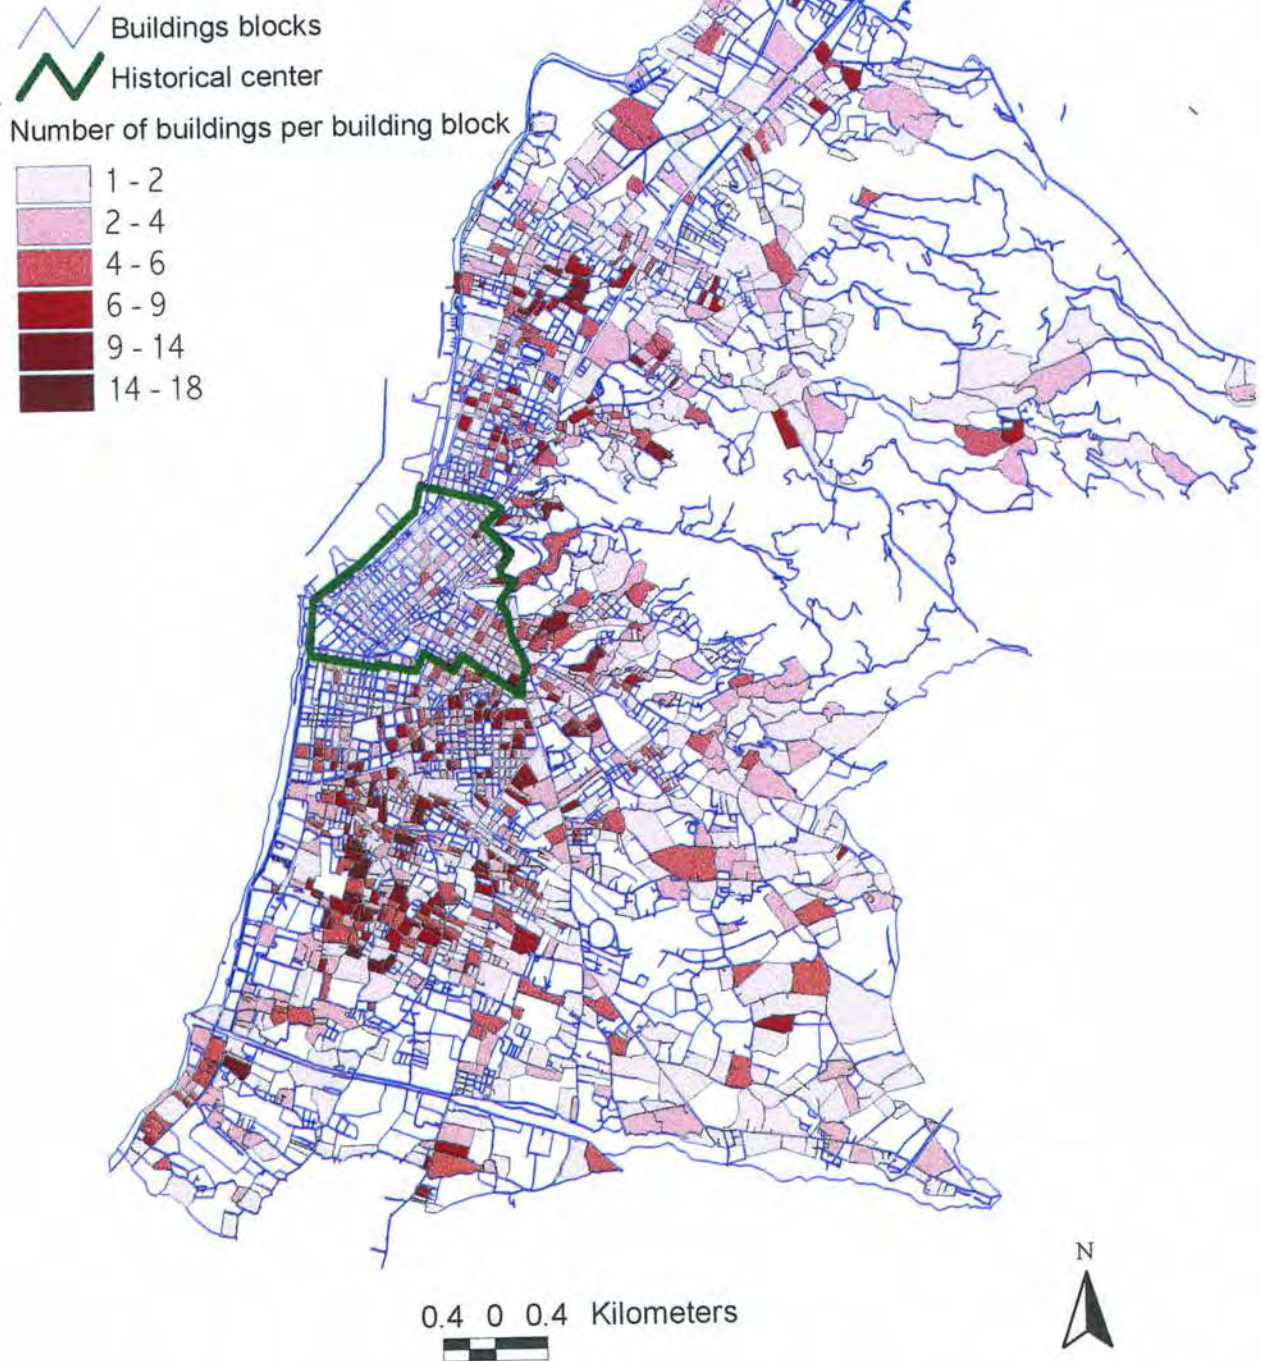 Buildings blocks
Historical center
Number of buildings per building block
1 - 2
2 - 4
4 - 6
6 - 9
9 - 14
14 - 18
N
0.4 0 0.4 Kilometers